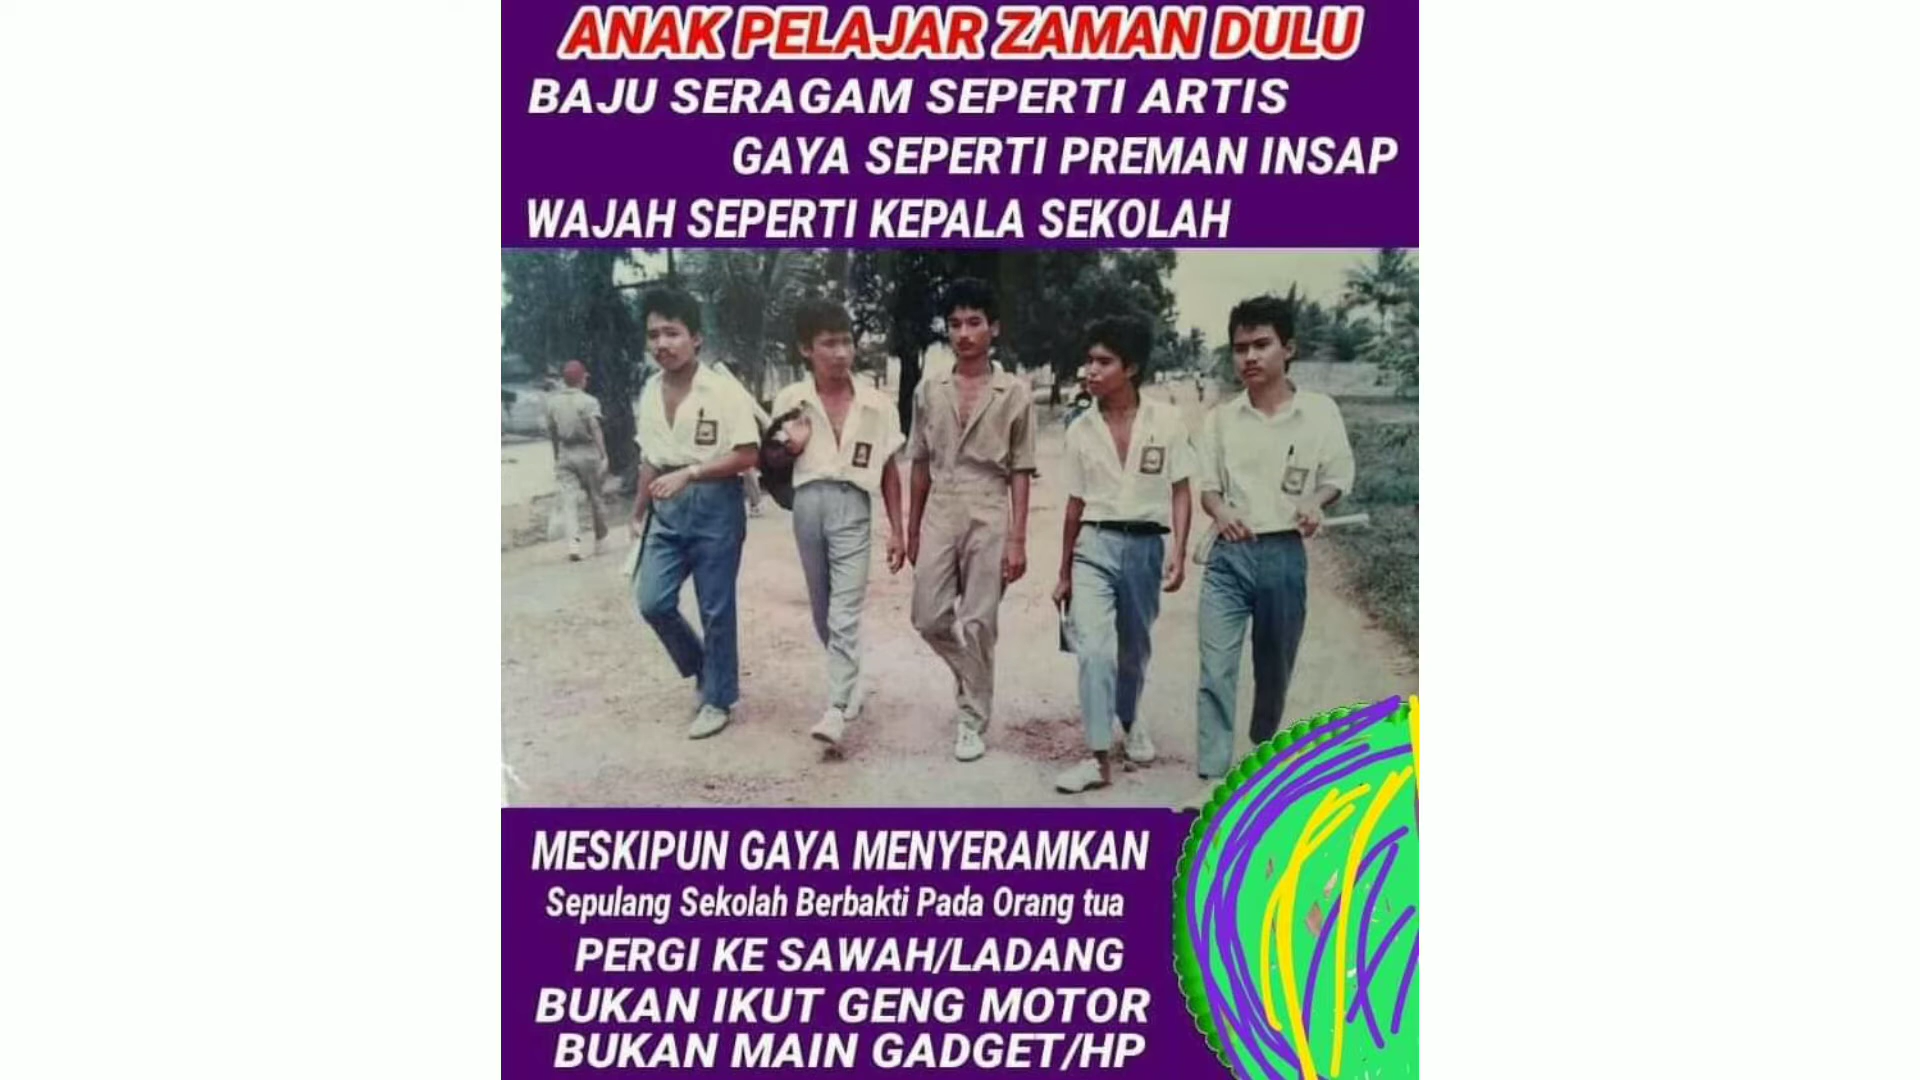 ANAK PELAJAR ZAMAN DULU
BAJU SERAGAM SEPERTI ARTIS
GAYA SEPERTI PREMAN INSAP
WAJAH SEPERTI KEPALA SEKOLAH
MESKIPUN GAYA MENYERAMKAN
Sepulang Sekolah Berbakti Pada Orang tua
PERGI KE SAWAH/LADANG
BUKAN IKUT GENG MOTOR
BUKAN MAIN GADGET/HP